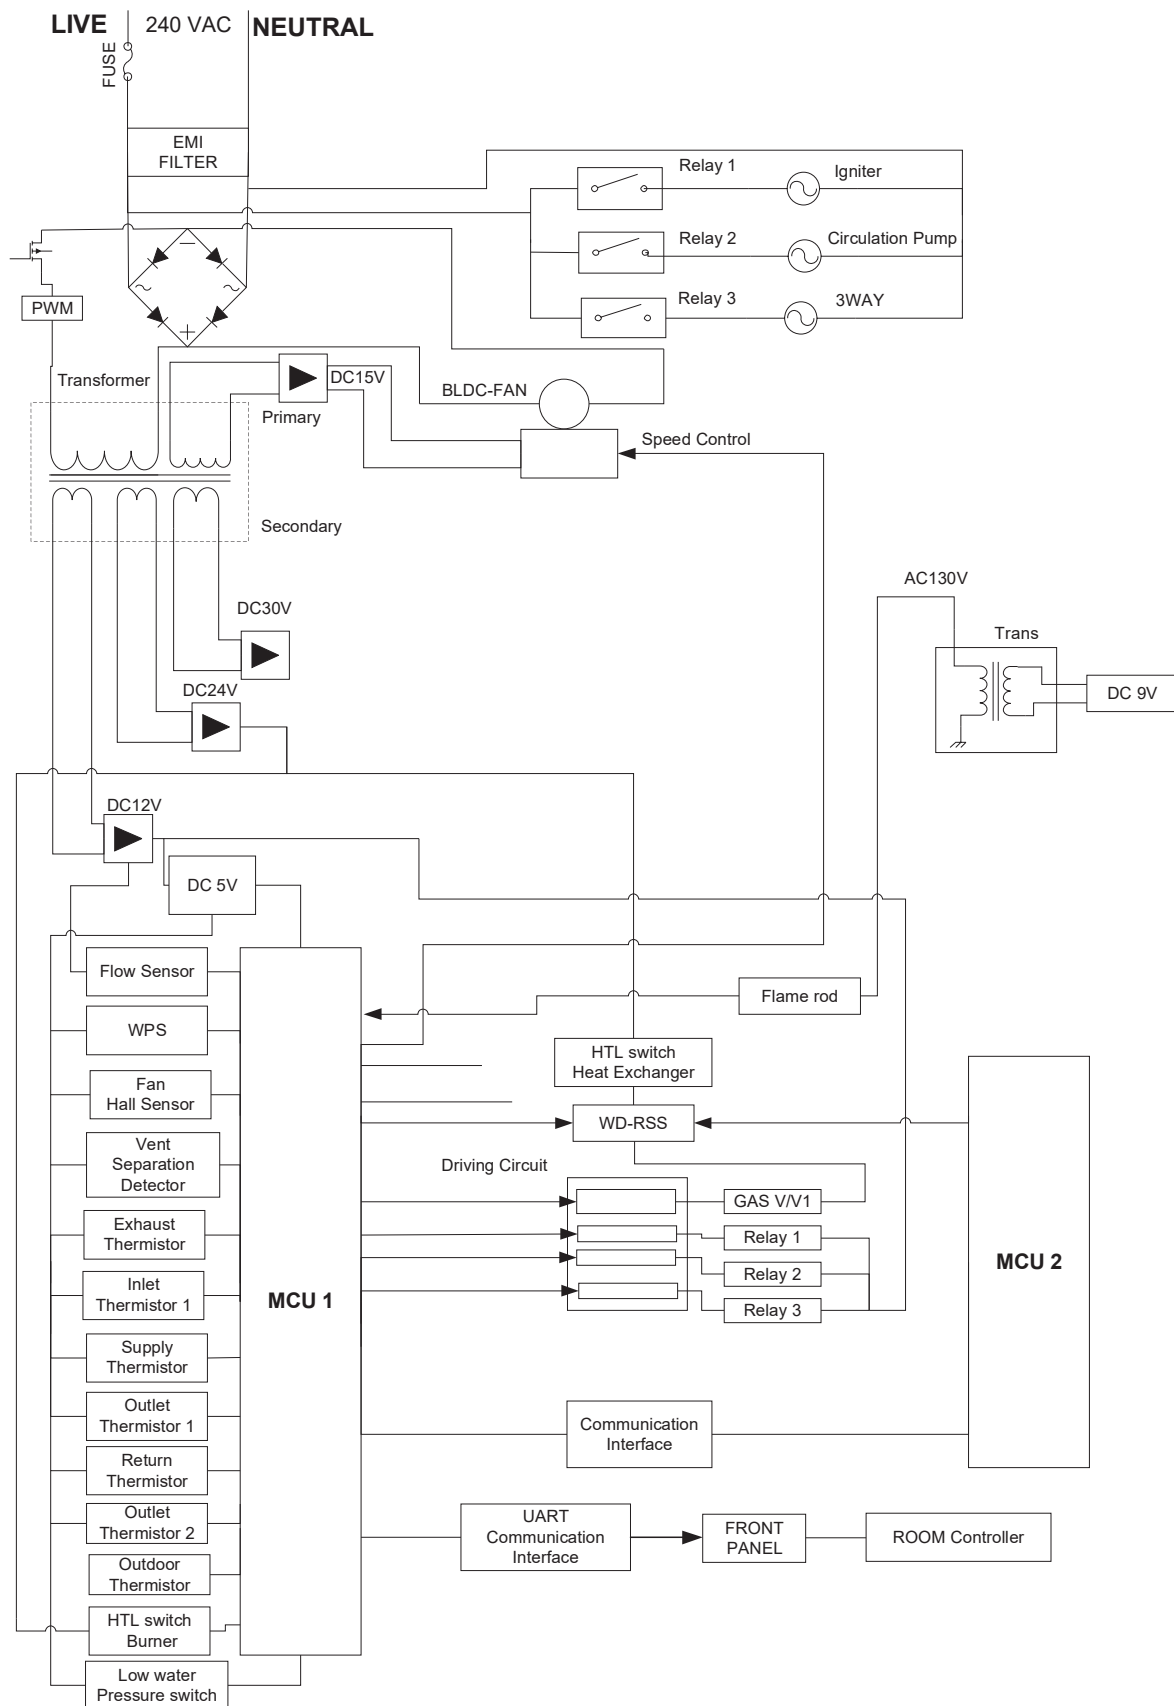 LIVE 240 VAC NEUTRAL
FUSE
EMI
FILTER
Relay 1
Igniter
Relay 2
Circulation Pump
PWM
Relay 3
3WAY
Transformer
DC15V
BLDC-FAN
Primary
Speed Control
Secondary
AC130V
DC30V
Trans
DC 9V
DC24V
DC12V
DC 5V
Flow Sensor
Flame rod
WPS
HTL switch
Heat Exchanger
Fan
Hall Sensor
WD-RSS
Vent
Separation
Detector
Driving Circuit
GAS V/V1
Exhaust
Thermistor
Relay 1
MCU 2
Relay 2
Inlet
Thermistor 1
MCU 1
Relay 3
Supply
Thermistor
Outlet
Thermistor 1
Communication
Interface
Return
Thermistor
Outlet
Thermistor 2
UART
Communication
Interface
FRONT
PANEL
ROOM Controller
Outdoor
Thermistor
HTL switch
Burner
Low water
Pressure switch